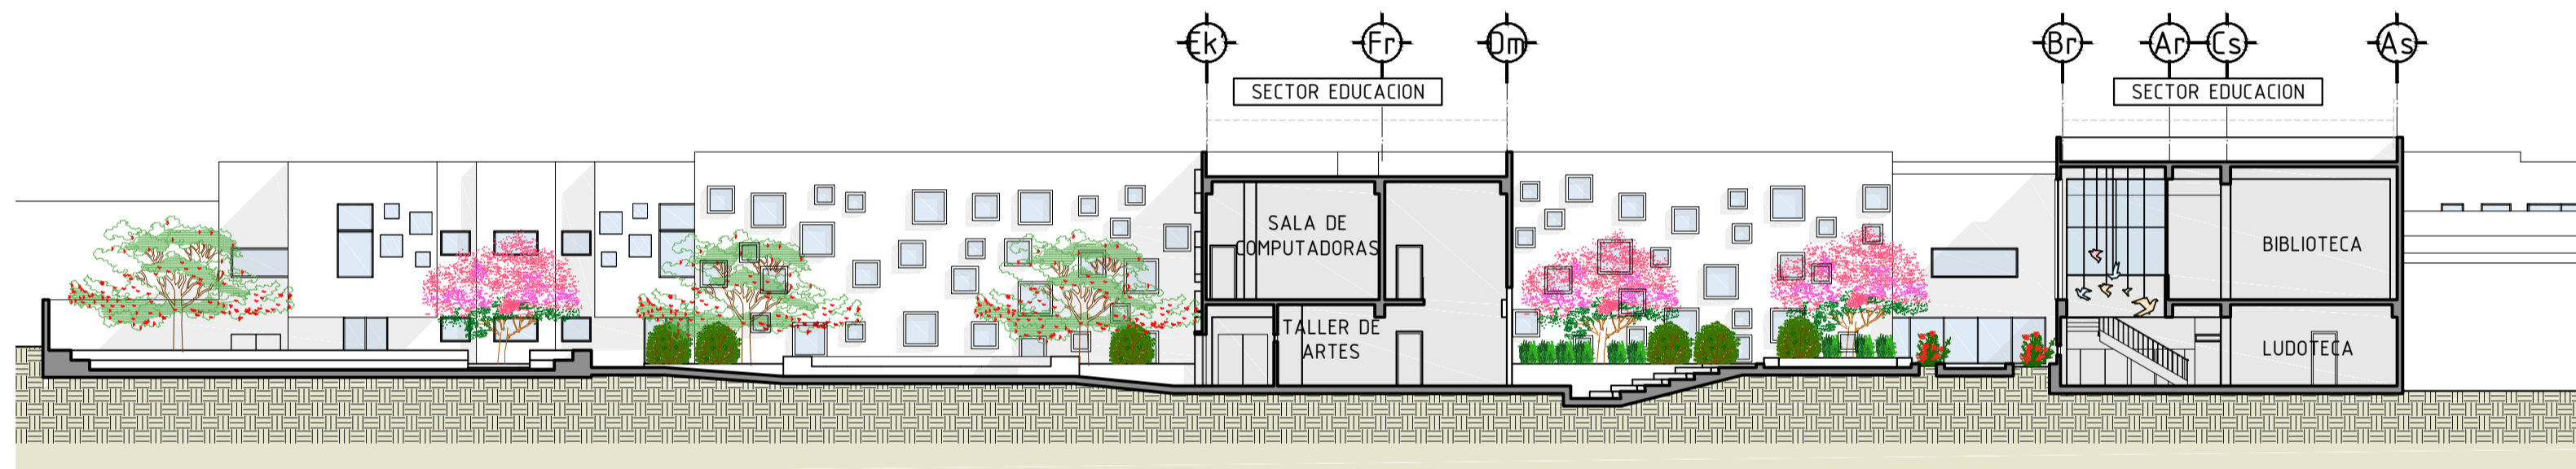 Ek' Fr Dm Br Ar Cs As
SECTOR EDUCACION SECTOR EDUCACION
SALA DE
COMPUTADORAS
BIBLIOTECA
TALLER DE
ARTES
LUDOTECA